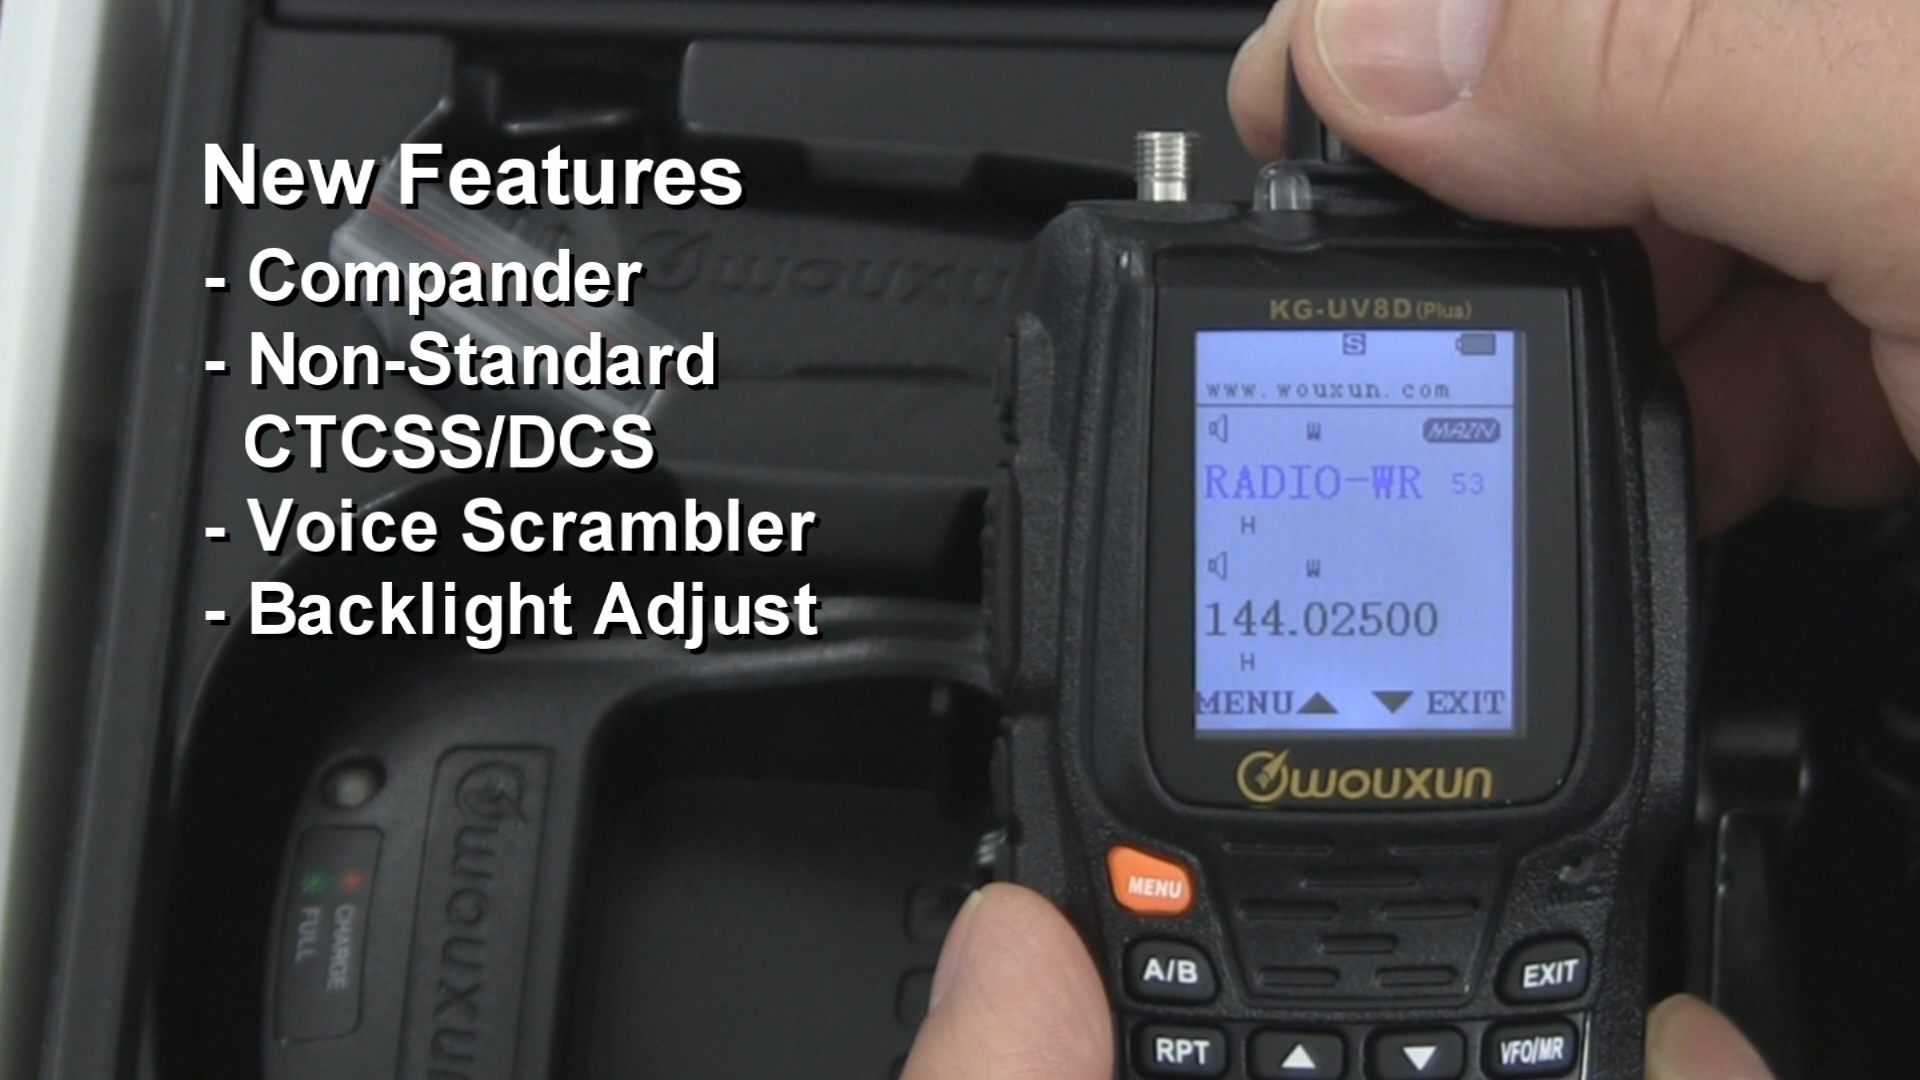 New Features
- Compander
- Non-Standard
CTCSS/DCS
- Voice Scrambler
- Backlight Adjust
wouxun
KG-UV8D(Plus)
S
www.wouxun.com
W MAIN
RADIO-WR 53
H
W
144.02500
H
MENU EXIT
wouxun
MENU
A/B EXIT
RPT VFO/MR
CHARGE
FULL
wouxun